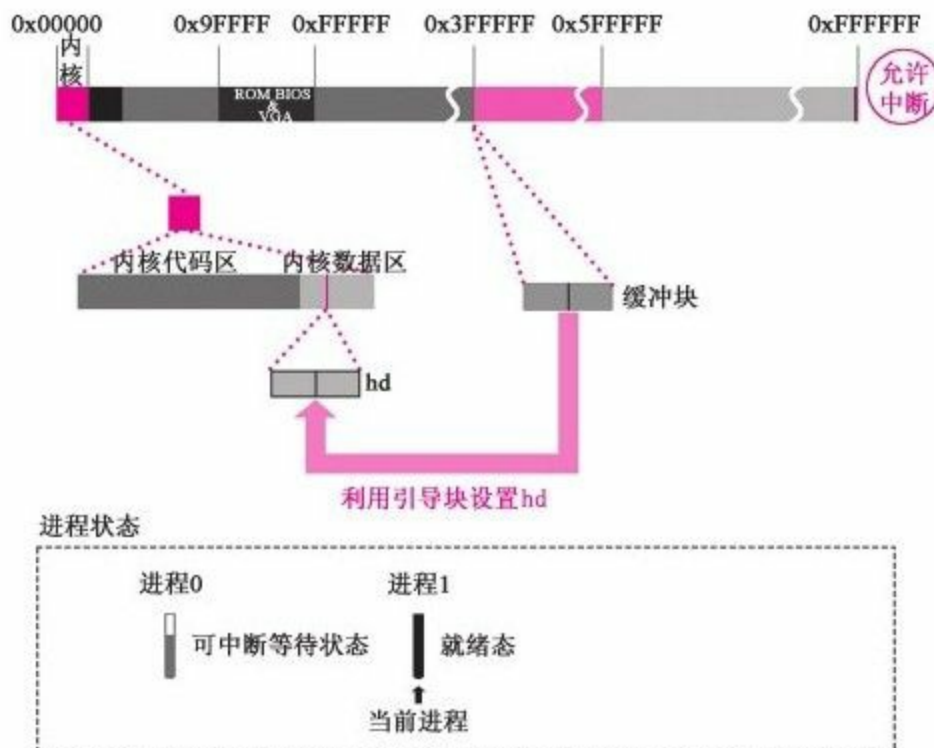 0x00000 0x9FFFF 0xFFFFF 0x3FFFFF 0x5FFFFF 0xFFFFFF
内
核
允许
中断
ROM BIOS
&
VGA
内核代码区 内核数据区
缓冲块
hd
利用引导块设置hd
进程状态
进程0 进程1
可中断等待状态 就绪态
当前进程